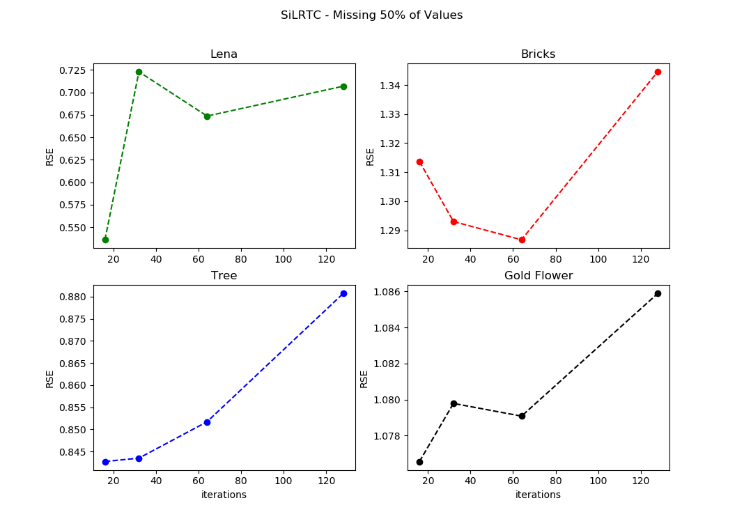 SiLRTC - Missing 50% of Values
Lena
0.725
0.700
0.675
0.650
0.625
0.600
0.575
0.550
RSE
20 40 60 80 100 120
Bricks
1.34
1.33
1.32
1.31
1.30
1.29
RSE
20 40 60 80 100 120
Tree
0.880
0.875
0.870
0.865
0.860
0.855
0.850
0.845
RSE
20 40 60 80 100 120
iterations
Gold Flower
1.086
1.084
1.082
1.080
1.078
RSE
20 40 60 80 100 120
iterations